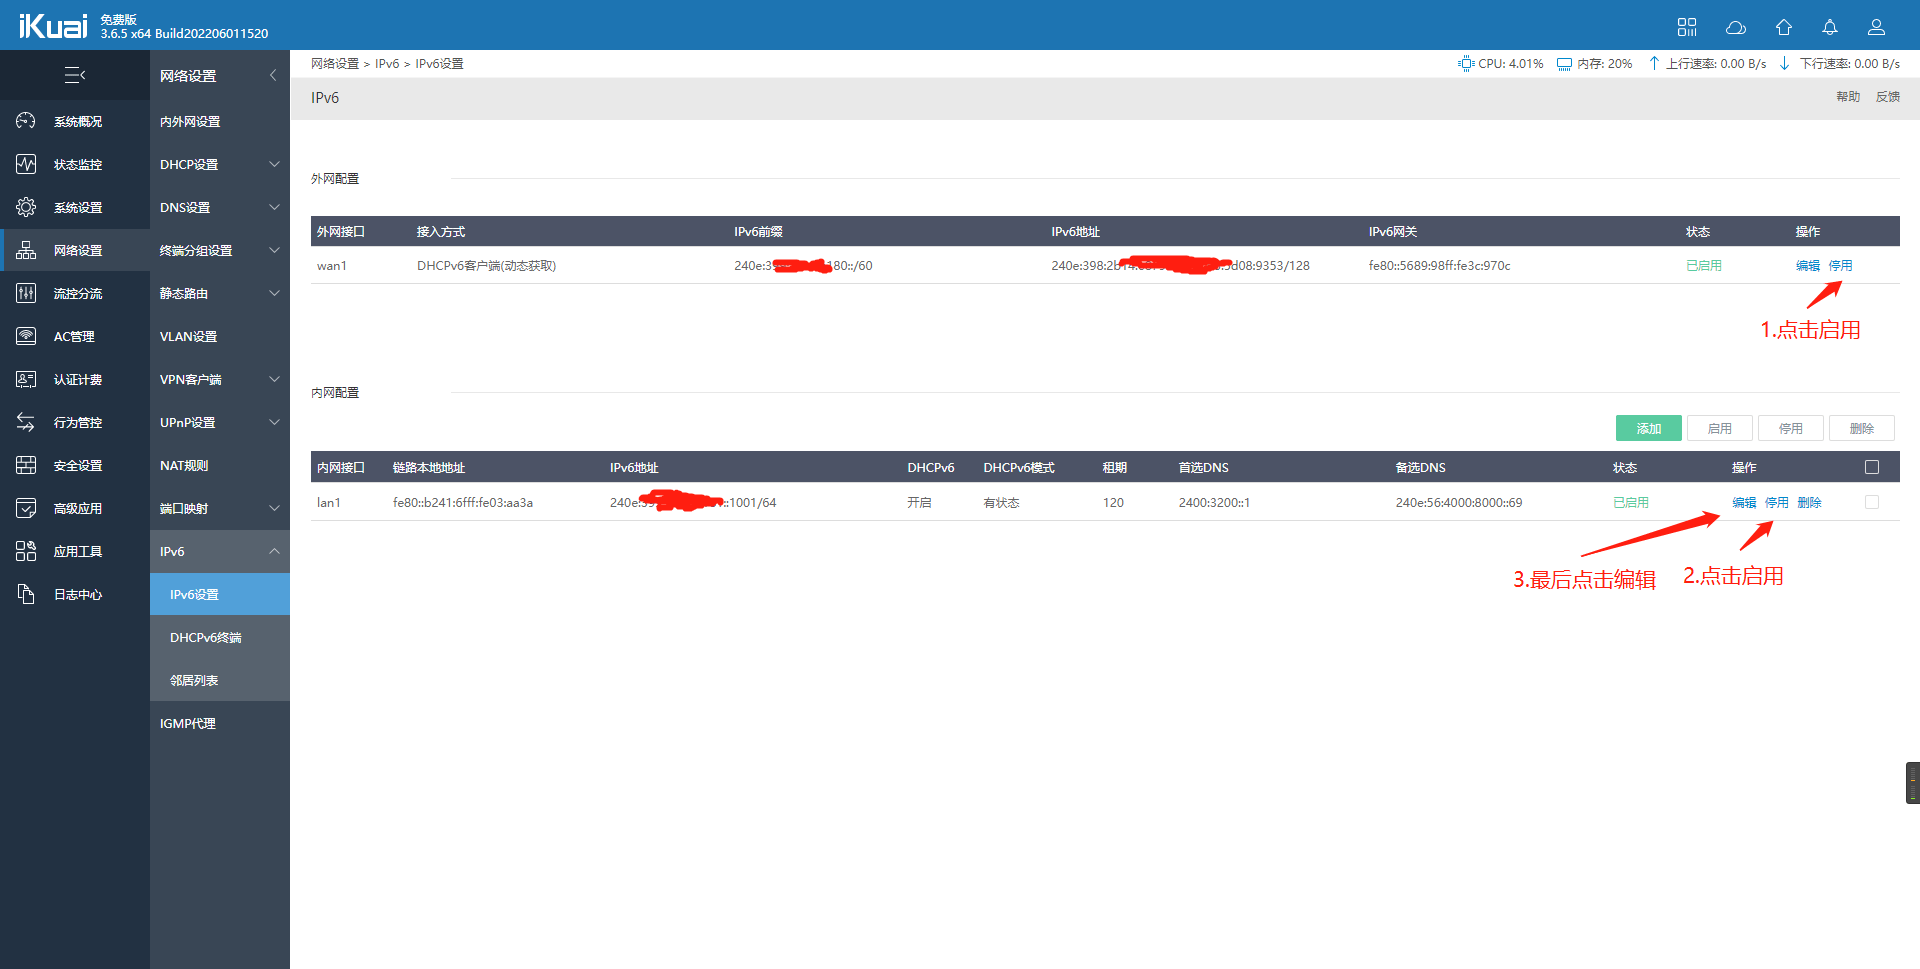 iKuai 免费版
3.6.5 x64 Build202206011520
网络设置
系统概况
状态监控
系统设置
网络设置
流控分流
AC管理
认证计费
行为管控
安全设置
高级应用
应用工具
日志中心
内外网设置
DHCP设置
DNS设置
终端分组设置
静态路由
VLAN设置
VPN客户端
UPnP设置
NAT规则
端口映射
IPv6
IPv6设置
DHCPv6终端
邻居列表
IGMP代理
网络设置 > IPv6 > IPv6设置
CPU: 4.01% 内存: 20% 上行速率: 0.00 B/s 下行速率: 0.00 B/s
IPv6
帮助 反馈
外网配置
外网接口 接入方式 IPv6前缀 IPv6地址 IPv6网关 状态 操作
wan1 DHCPv6客户端(动态获取) 240e:3 180::/60 240e:398:2b d08:9353/128 fe80::5689:98ff:fe3c:970c 已启用 编辑 停用
1.点击启用
内网配置
添加 启用 停用 删除
内网接口 链路本地地址 IPv6地址 DHCPv6 DHCPv6模式 租期 首选DNS 备选DNS 状态 操作
lan1 fe80::b241:6fff:fe03:aa3a 240e: ::1001/64 开启 有状态 120 2400:3200::1 240e:56:4000:8000::69 已启用 编辑 停用 删除
3.最后点击编辑 2.点击启用